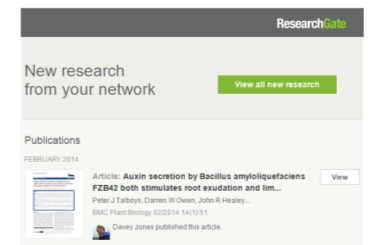 ResearchGate
New research
from your network
View all new research
Publications
FEBRUARY 2014
Article: Auxin secretion by Bacillus amyloliquefaciens
FZB42 both stimulates root exudation and lim...
View
Peter J Talboys, Darren W Owen, John R Healey...
BMC Plant Biology 02/2014 14(1):51.
Davey Jones published this article.